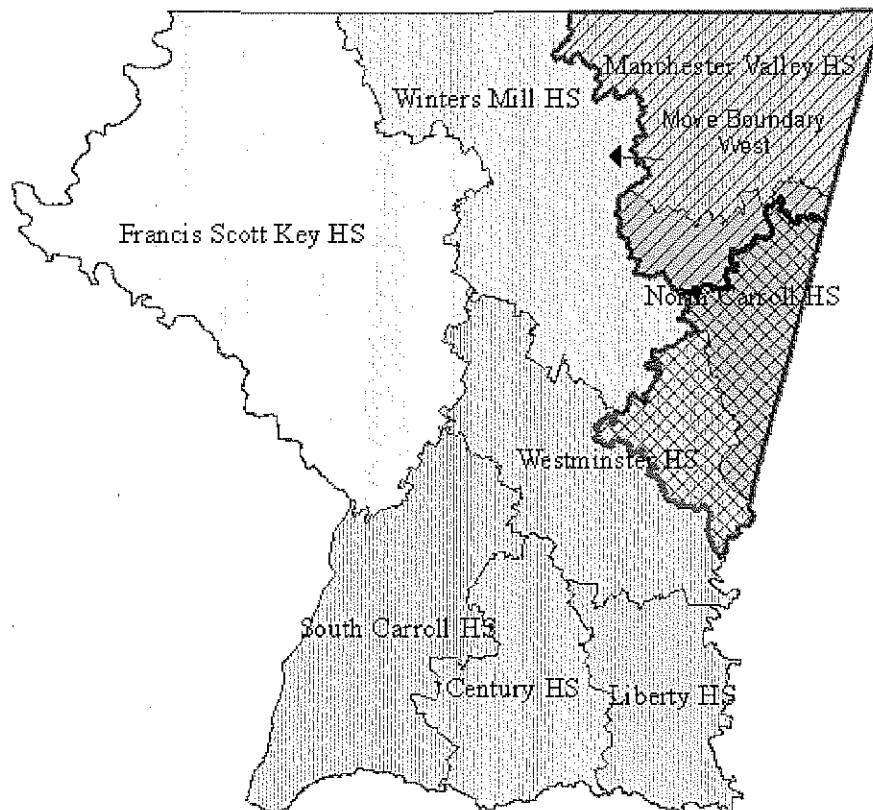 Manchester Valley HS
Winters Mill HS
Move Boundary
West
Francis Scott Key HS
North Carroll HS
Westminster HS
South Carroll HS
Century HS
Liberty HS